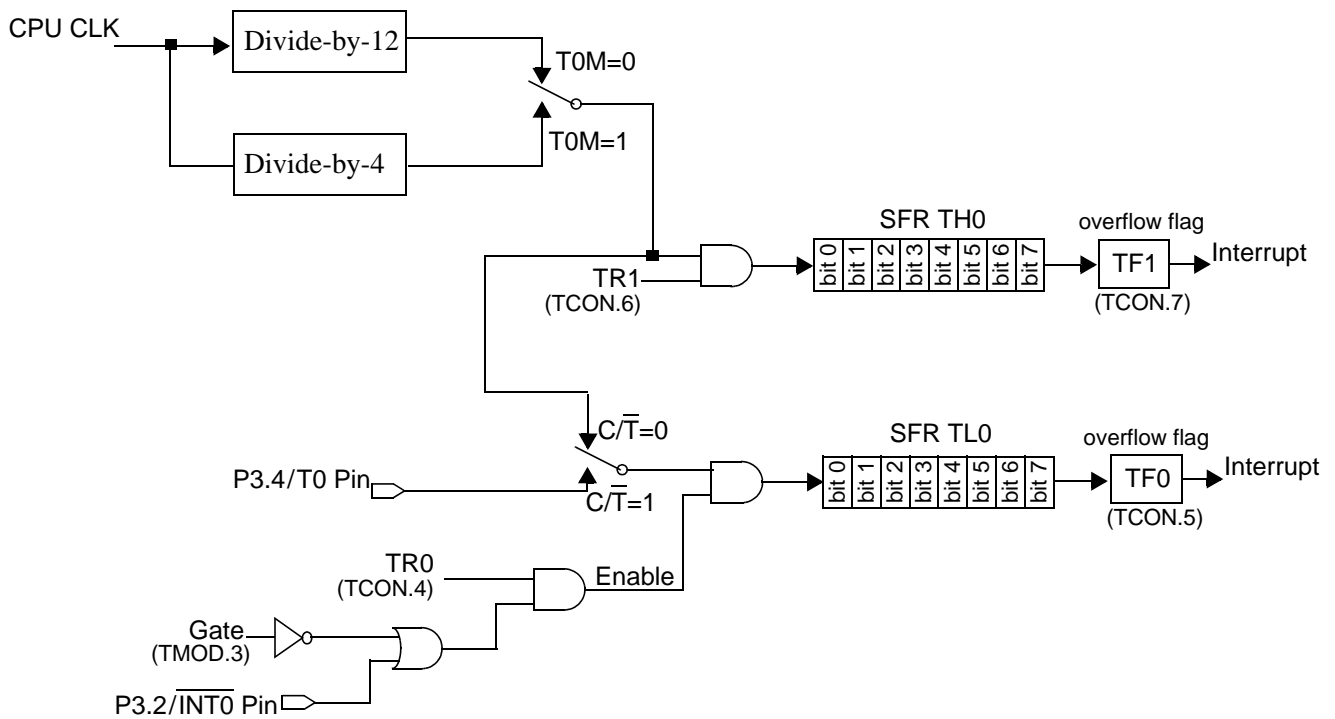 CPU CLK
Divide-by-12
T0M=0
T0M=1
Divide-by-4
SFR TH0
overflow flag
bit 0 bit 1 bit 2 bit 3 bit 4 bit 5 bit 6 bit 7
TF1
Interrupt
TR1
(TCON.6)
(TCON.7)
C/T̅=0
SFR TL0
overflow flag
P3.4/T0 Pin
bit 0 bit 1 bit 2 bit 3 bit 4 bit 5 bit 6 bit 7
TF0
Interrupt
C/T̅=1
(TCON.5)
TR0
(TCON.4)
Enable
Gate
(TMOD.3)
P3.2/I̅N̅T̅0̅ Pin